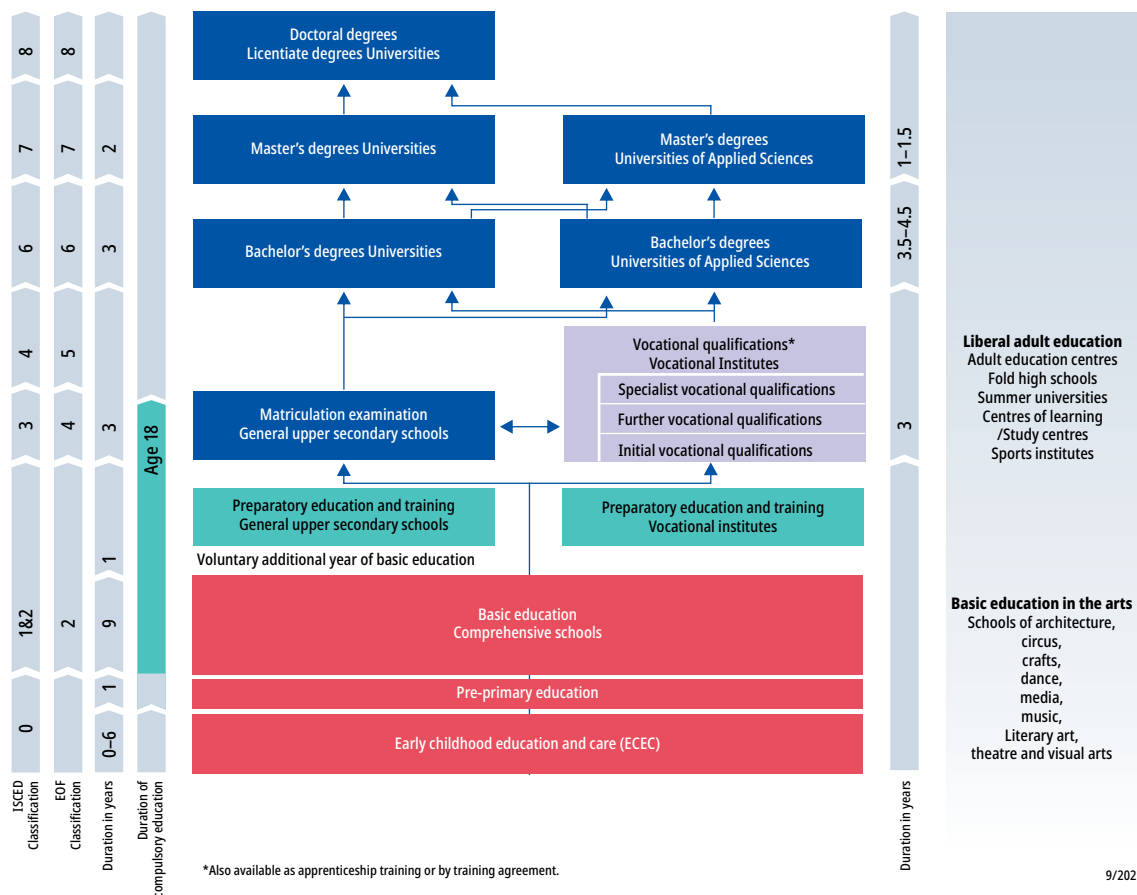 8
8
Doctoral degrees
Licentiate degrees Universities
7
7
2
Master's degrees Universities
Master's degrees
Universities of Applied Sciences
1–1.5
6
6
3
Bachelor's degrees Universities
Bachelor's degrees
Universities of Applied Sciences
3.5–4.5
4
5
Vocational qualifications*
Vocational Institutes
Specialist vocational qualifications
Further vocational qualifications
Initial vocational qualifications
3
4
3
Age 18
Matriculation examination
General upper secondary schools
3
Preparatory education and training
General upper secondary schools
Preparatory education and training
Vocational institutes
1
Voluntary additional year of basic education
1&2
2
9
Basic education
Comprehensive schools
1
Pre-primary education
0
0–6
Early childhood education and care (ECEC)
ISCED
Classification
EOF
Classification
Duration in years
Duration of
compulsory education
Duration in years
Liberal adult education
Adult education centres
Fold high schools
Summer universities
Centres of learning
/Study centres
Sports institutes
Basic education in the arts
Schools of architecture,
circus,
crafts,
dance,
media,
music,
Literary art,
theatre and visual arts
*Also available as apprenticeship training or by training agreement.
9/202